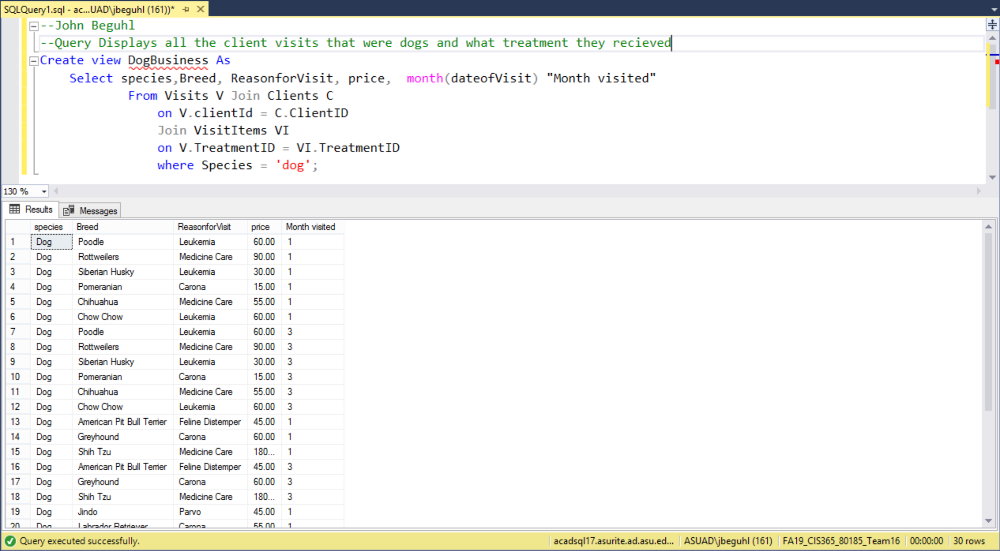 SQLQuery1.sql - ac...UAD\jbeguhl (161))*
--John Beguhl
--Query Displays all the client visits that were dogs and what treatment they recieved
Create view DogBusiness As
Select species,Breed, ReasonforVisit, price,  month(dateofVisit) "Month visited"
From Visits V Join Clients C
on V.clientId = C.ClientID
Join VisitItems VI
on V.TreatmentID = VI.TreatmentID
where Species = 'dog';
130 %
Results Messages
species Breed ReasonforVisit price Month visited
1 Dog Poodle Leukemia 60.00 1
2 Dog Rottweilers Medicine Care 90.00 1
3 Dog Siberian Husky Leukemia 30.00 1
4 Dog Pomeranian Carona 15.00 1
5 Dog Chihuahua Medicine Care 55.00 1
6 Dog Chow Chow Leukemia 60.00 1
7 Dog Poodle Leukemia 60.00 3
8 Dog Rottweilers Medicine Care 90.00 3
9 Dog Siberian Husky Leukemia 30.00 3
10 Dog Pomeranian Carona 15.00 3
11 Dog Chihuahua Medicine Care 55.00 3
12 Dog Chow Chow Leukemia 60.00 3
13 Dog American Pit Bull Terrier Feline Distemper 45.00 1
14 Dog Greyhound Carona 60.00 1
15 Dog Shih Tzu Medicine Care 180... 1
16 Dog American Pit Bull Terrier Feline Distemper 45.00 3
17 Dog Greyhound Carona 60.00 3
18 Dog Shih Tzu Medicine Care 180... 3
19 Dog Jindo Parvo 45.00 1
20 Dog Labrador Retriever Carona 55.00 1
Query executed successfully. acadsql17.asurite.ad.asu.ed... ASUAD\jbeguhl (161) FA19_CIS365_80185_Team16 00:00:00 30 rows